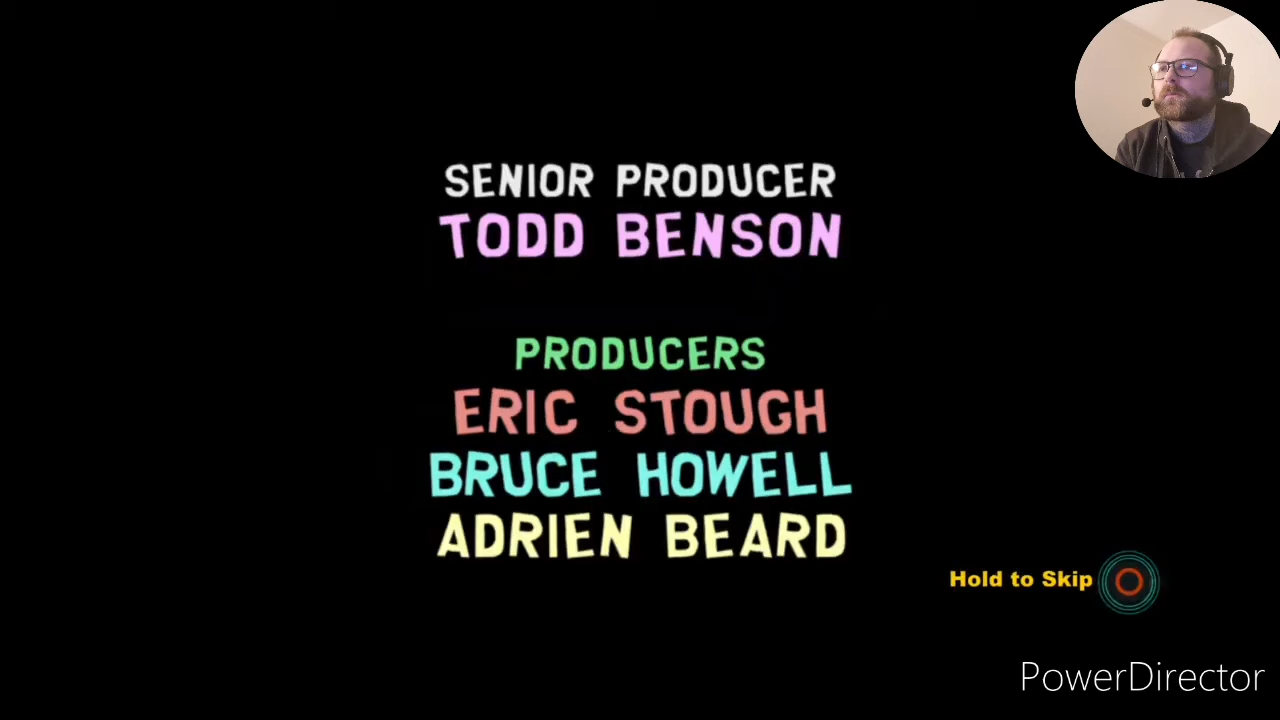 SENIOR PRODUCER
TODD BENSON
PRODUCERS
ERIC STOUGH
BRUCE HOWELL
ADRIEN BEARD
Hold to Skip
PowerDirector